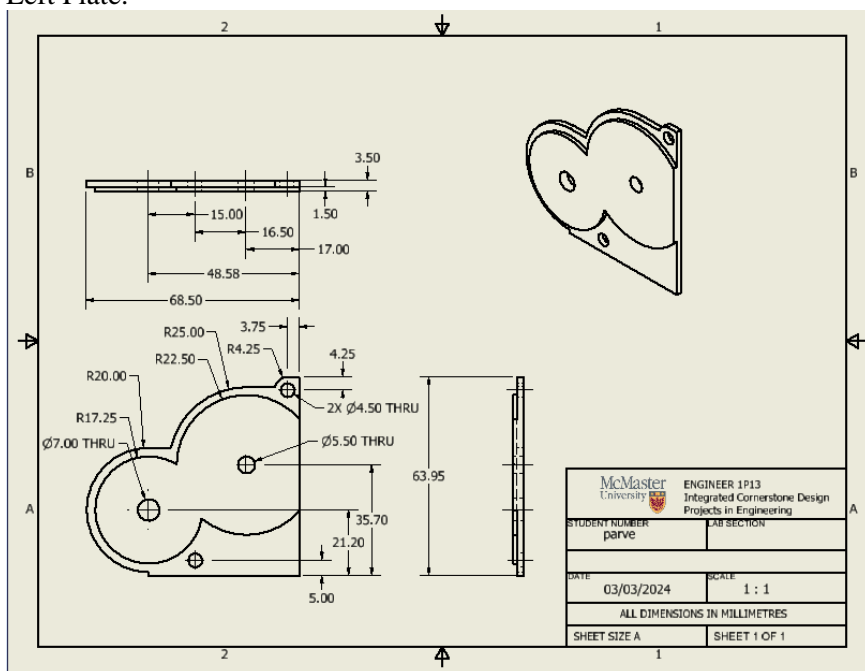 Left Plate:
2
1
B
B
3.50
15.00
1.50
16.50
17.00
48.58
68.50
3.75
R25.00
R4.25
4.25
R22.50
R20.00
2X Ø4.50 THRU
R17.25
Ø7.00 THRU
Ø5.50 THRU
63.95
35.70
21.20
5.00
A
A
McMaster
University
ENGINEER 1P13
Integrated Cornerstone Design
Projects in Engineering
STUDENT NUMBER
parve
LAB SECTION
DATE
03/03/2024
SCALE
1 : 1
ALL DIMENSIONS IN MILLIMETRES
SHEET SIZE A
SHEET 1 OF 1
2
1